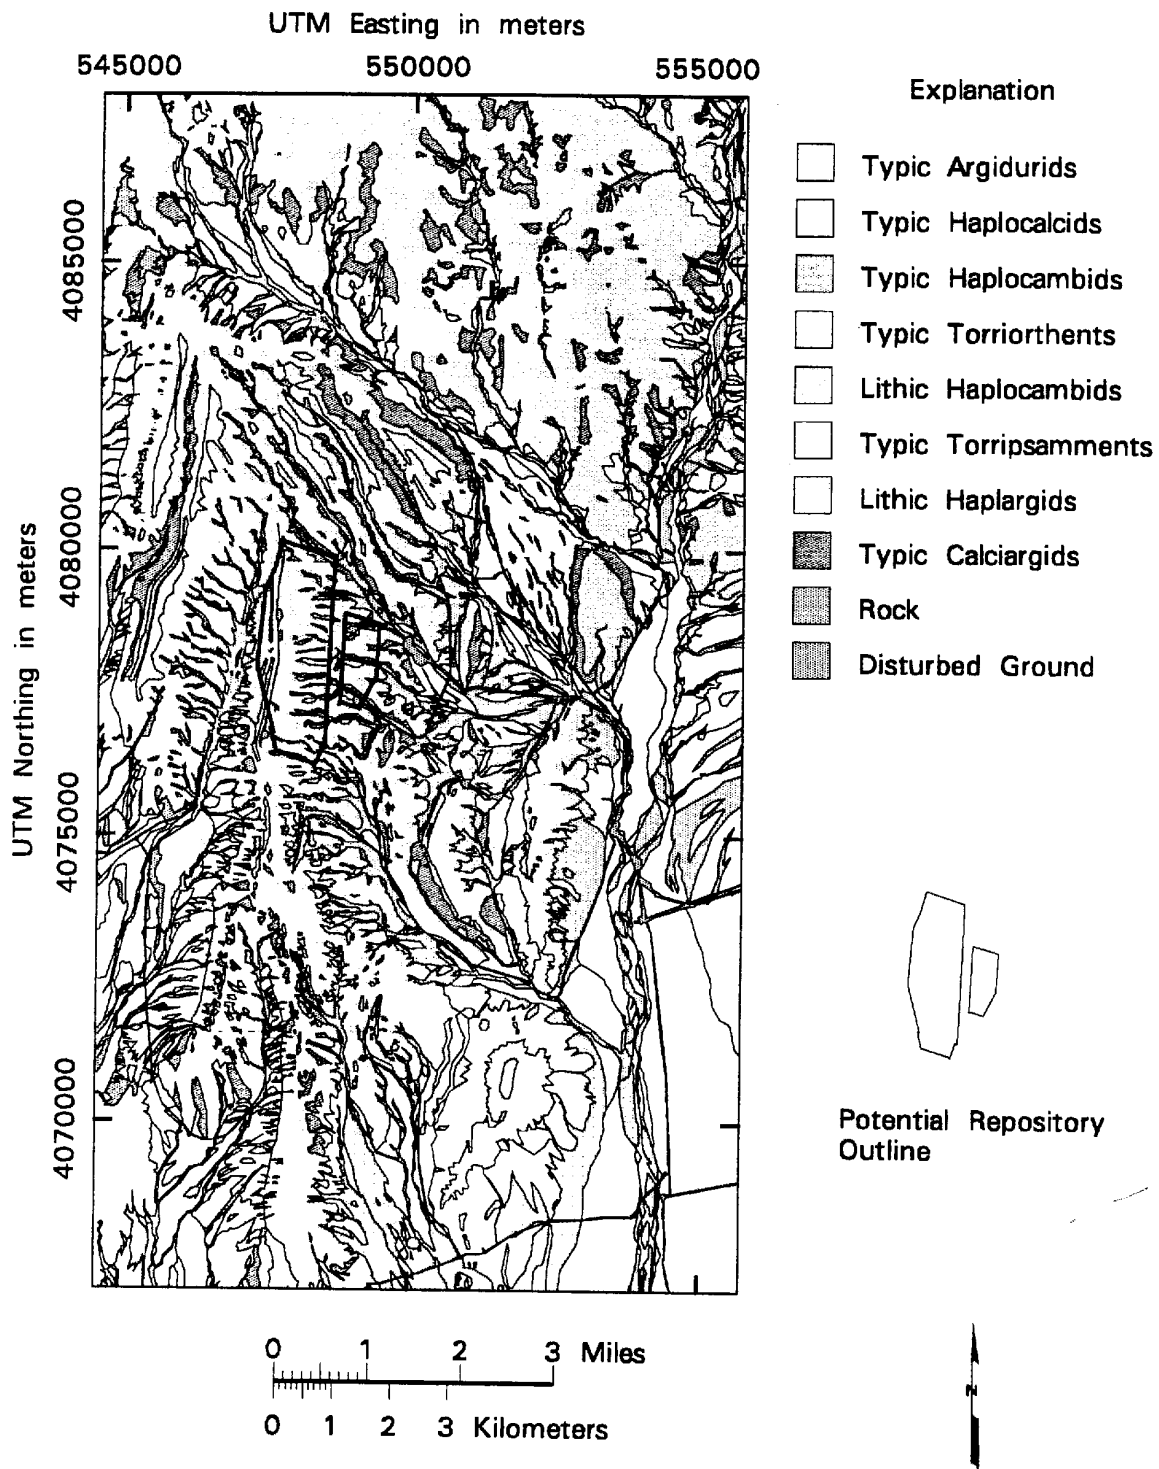 UTM Easting in meters
545000 550000 555000
UTM Northing in meters
4085000
4080000
4075000
4070000
Explanation
Typic Argidurids
Typic Haplocalcids
Typic Haplocambids
Typic Torriorthents
Lithic Haplocambids
Typic Torripsamments
Lithic Haplargids
Typic Calciargids
Rock
Disturbed Ground
Potential Repository
Outline
0 1 2 3 Miles
0 1 2 3 Kilometers
N